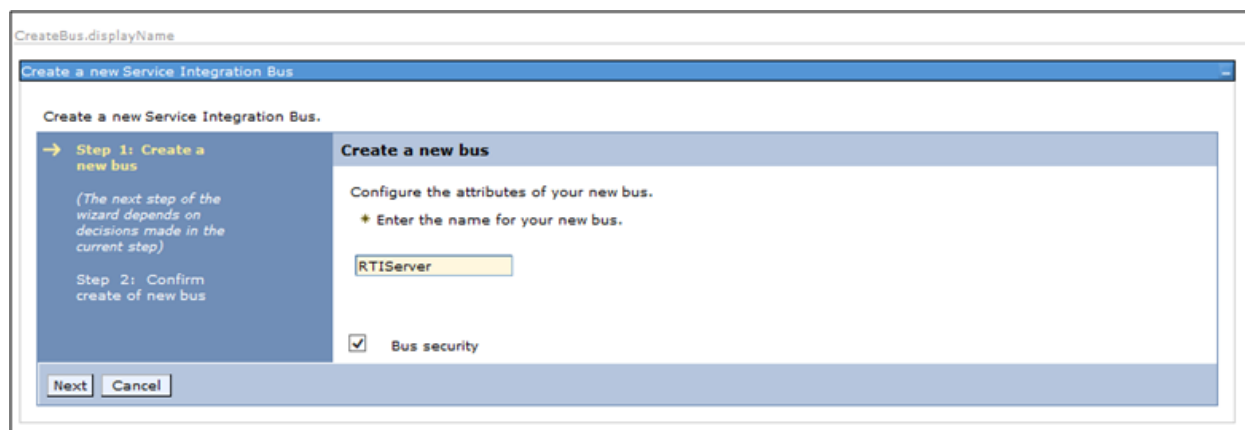 CreateBus.displayName
Create a new Service Integration Bus
Create a new Service Integration Bus.
Step 1: Create a
new bus
(The next step of the
wizard depends on
decisions made in the
current step)
Step 2: Confirm
create of new bus
Create a new bus
Configure the attributes of your new bus.
Enter the name for your new bus.
RTIServer
Bus security
Next Cancel